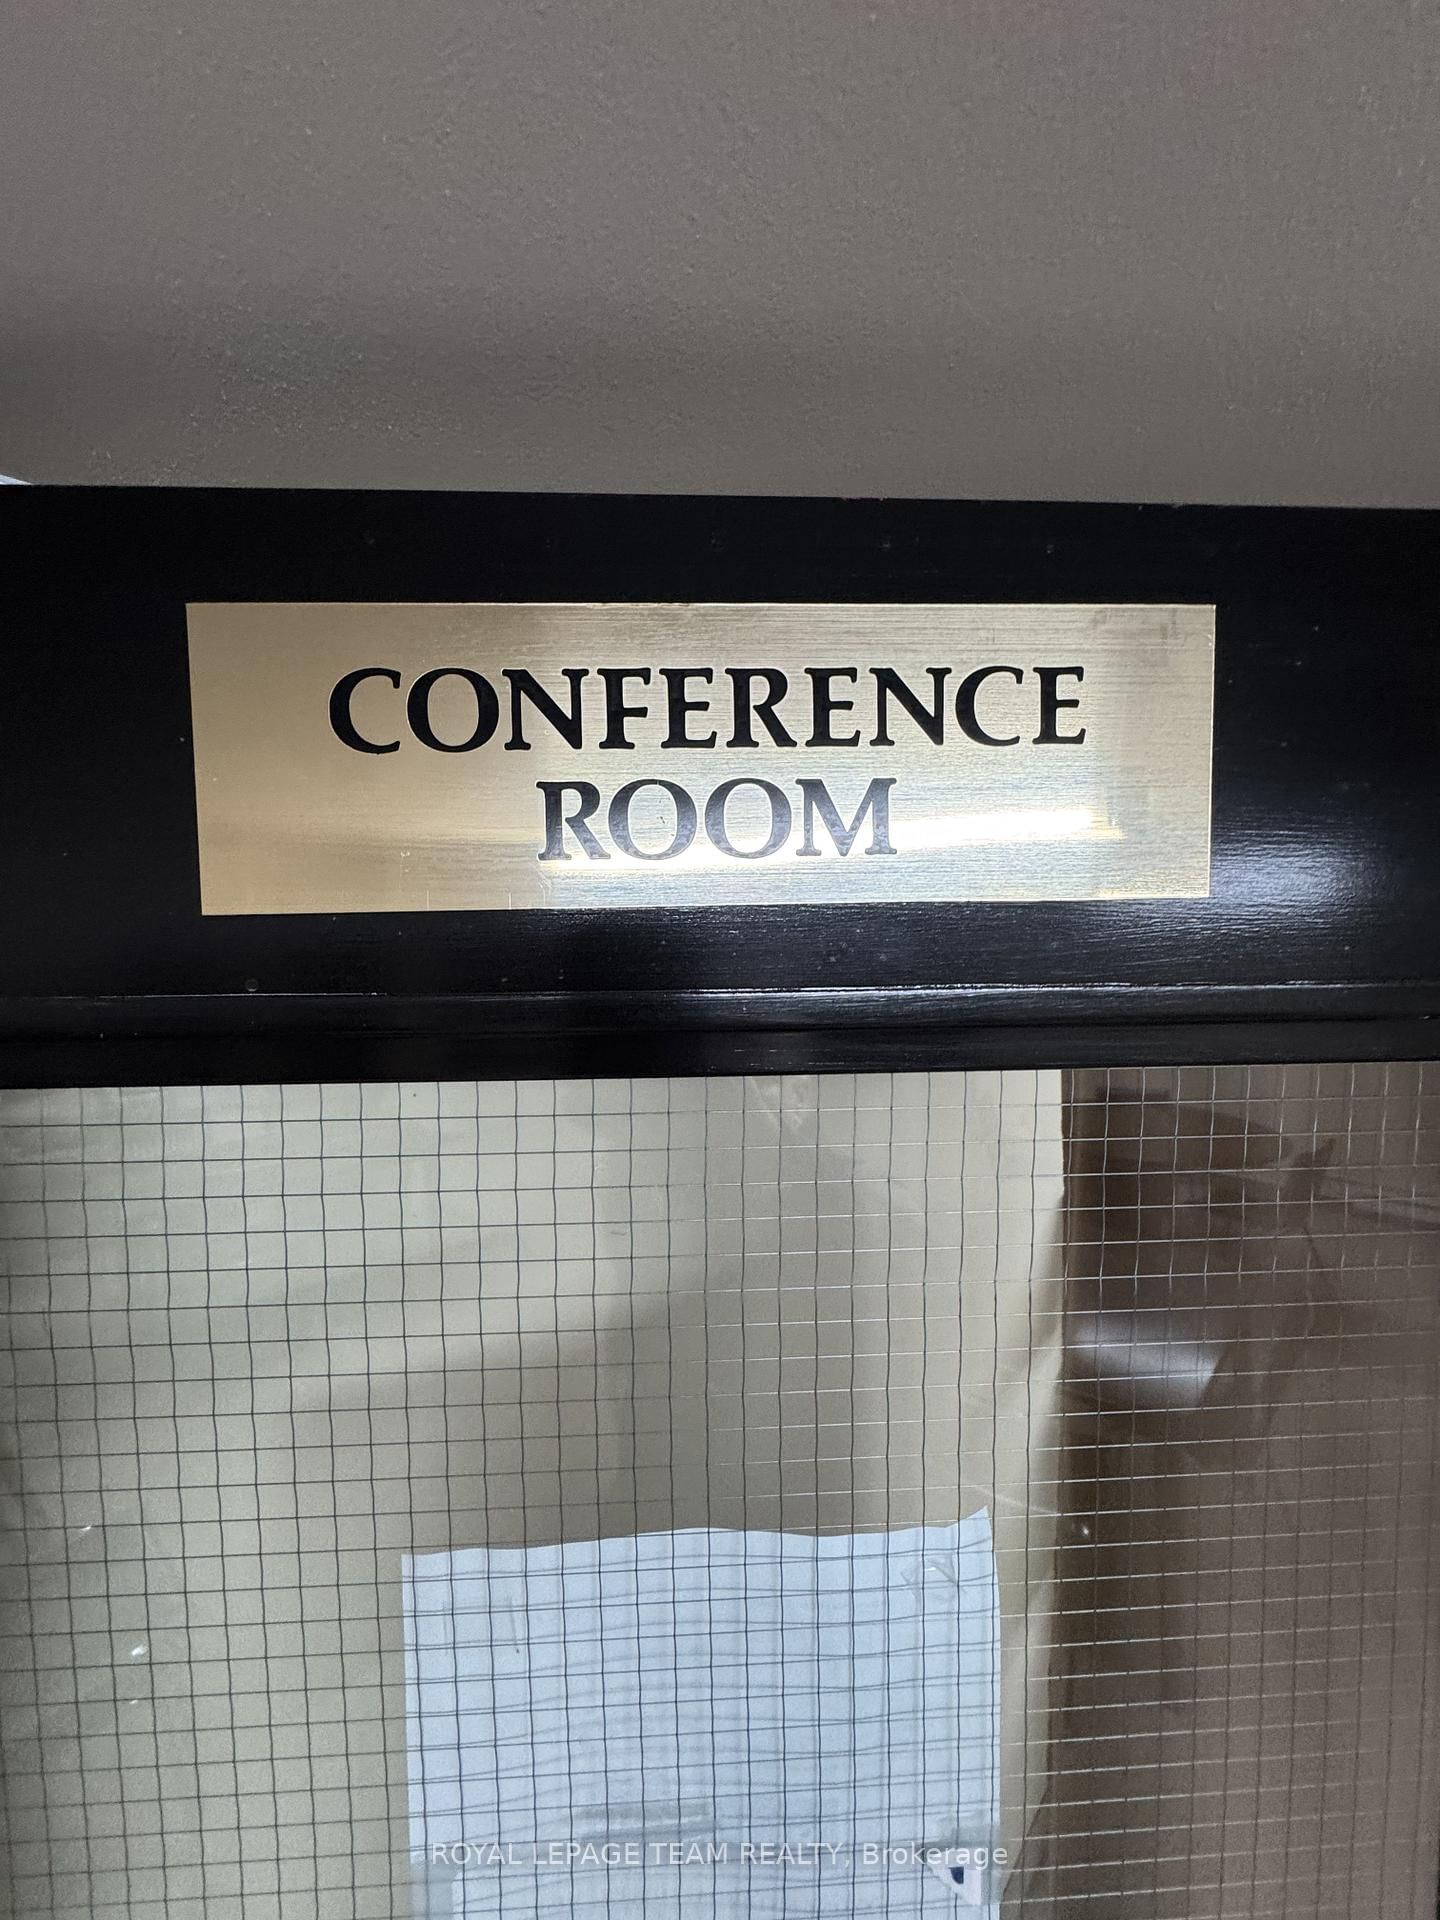 CONFERENCE
ROOM
ROYAL LEPAGE TEAM REALTY, Brokerage